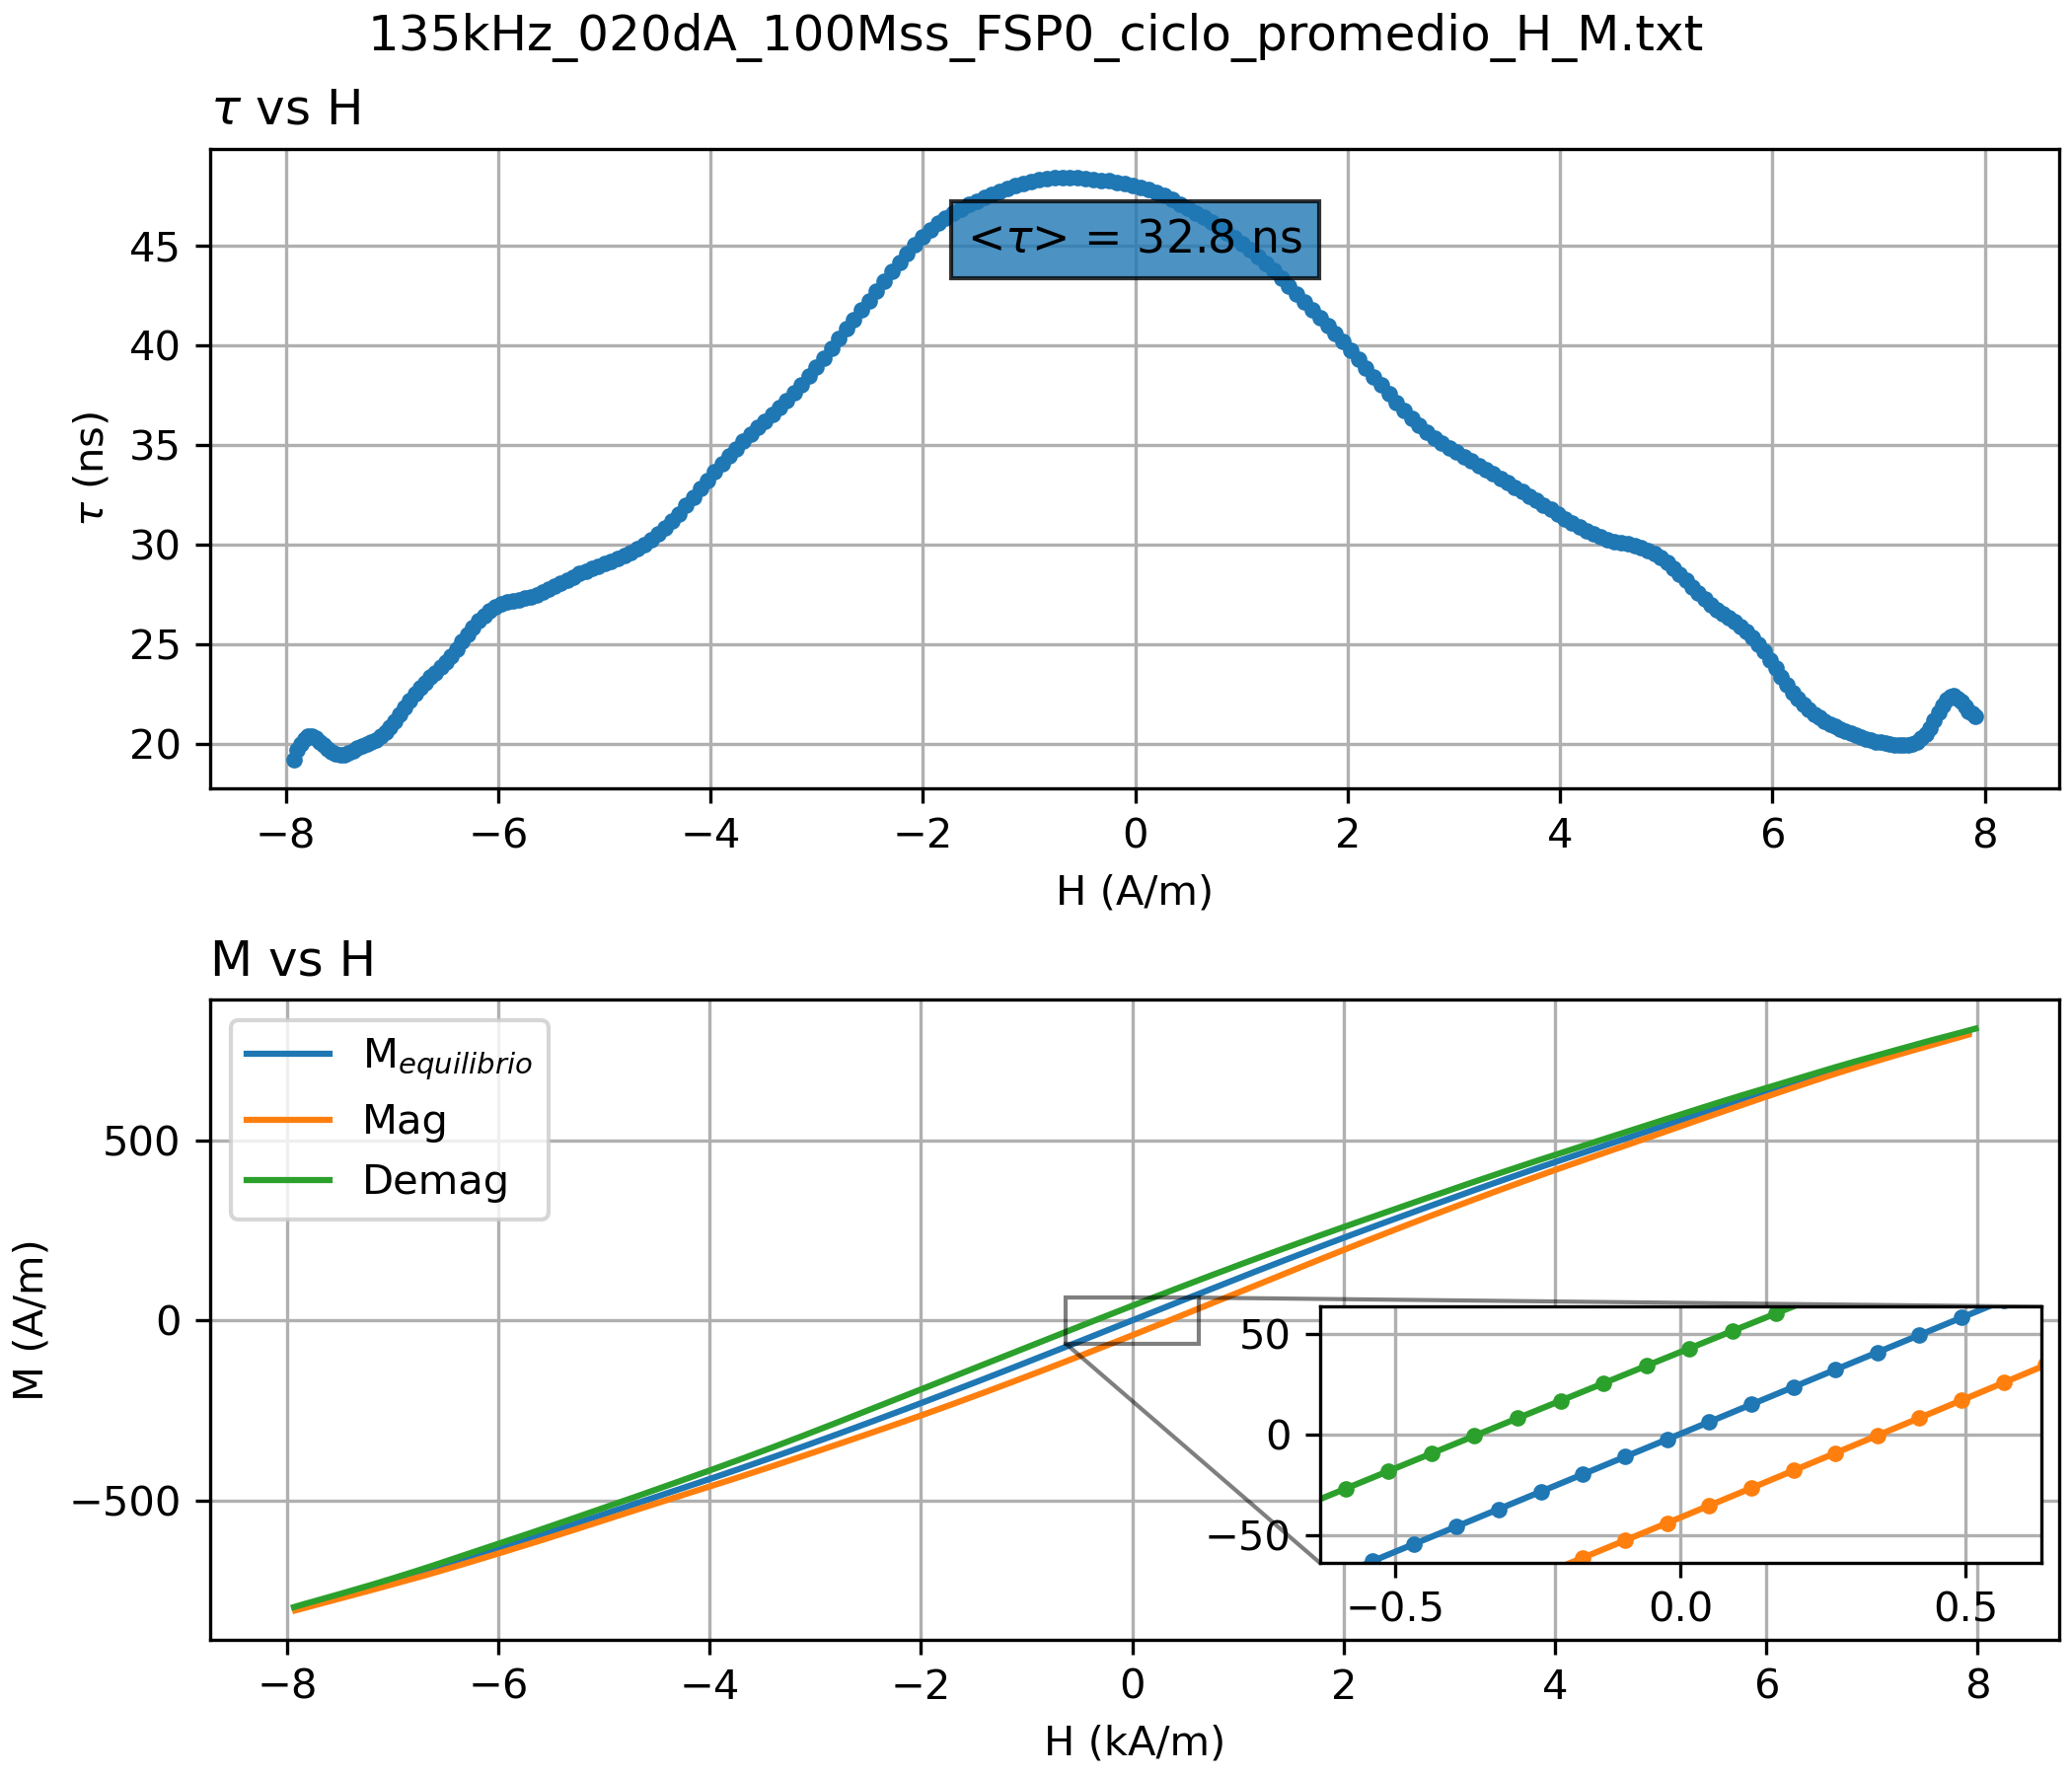 135kHz_020dA_100Mss_FSP0_ciclo_promedio_H_M.txt
τ vs H
<τ> = 32.8 ns
45
40
35
30
25
20
τ (ns)
−8 −6 −4 −2 0 2 4 6 8
H (A/m)
M vs H
M_equilibrio
Mag
Demag
500
0
−500
M (A/m)
50
0
−50
−0.5 0.0 0.5
−8 −6 −4 −2 0 2 4 6 8
H (kA/m)